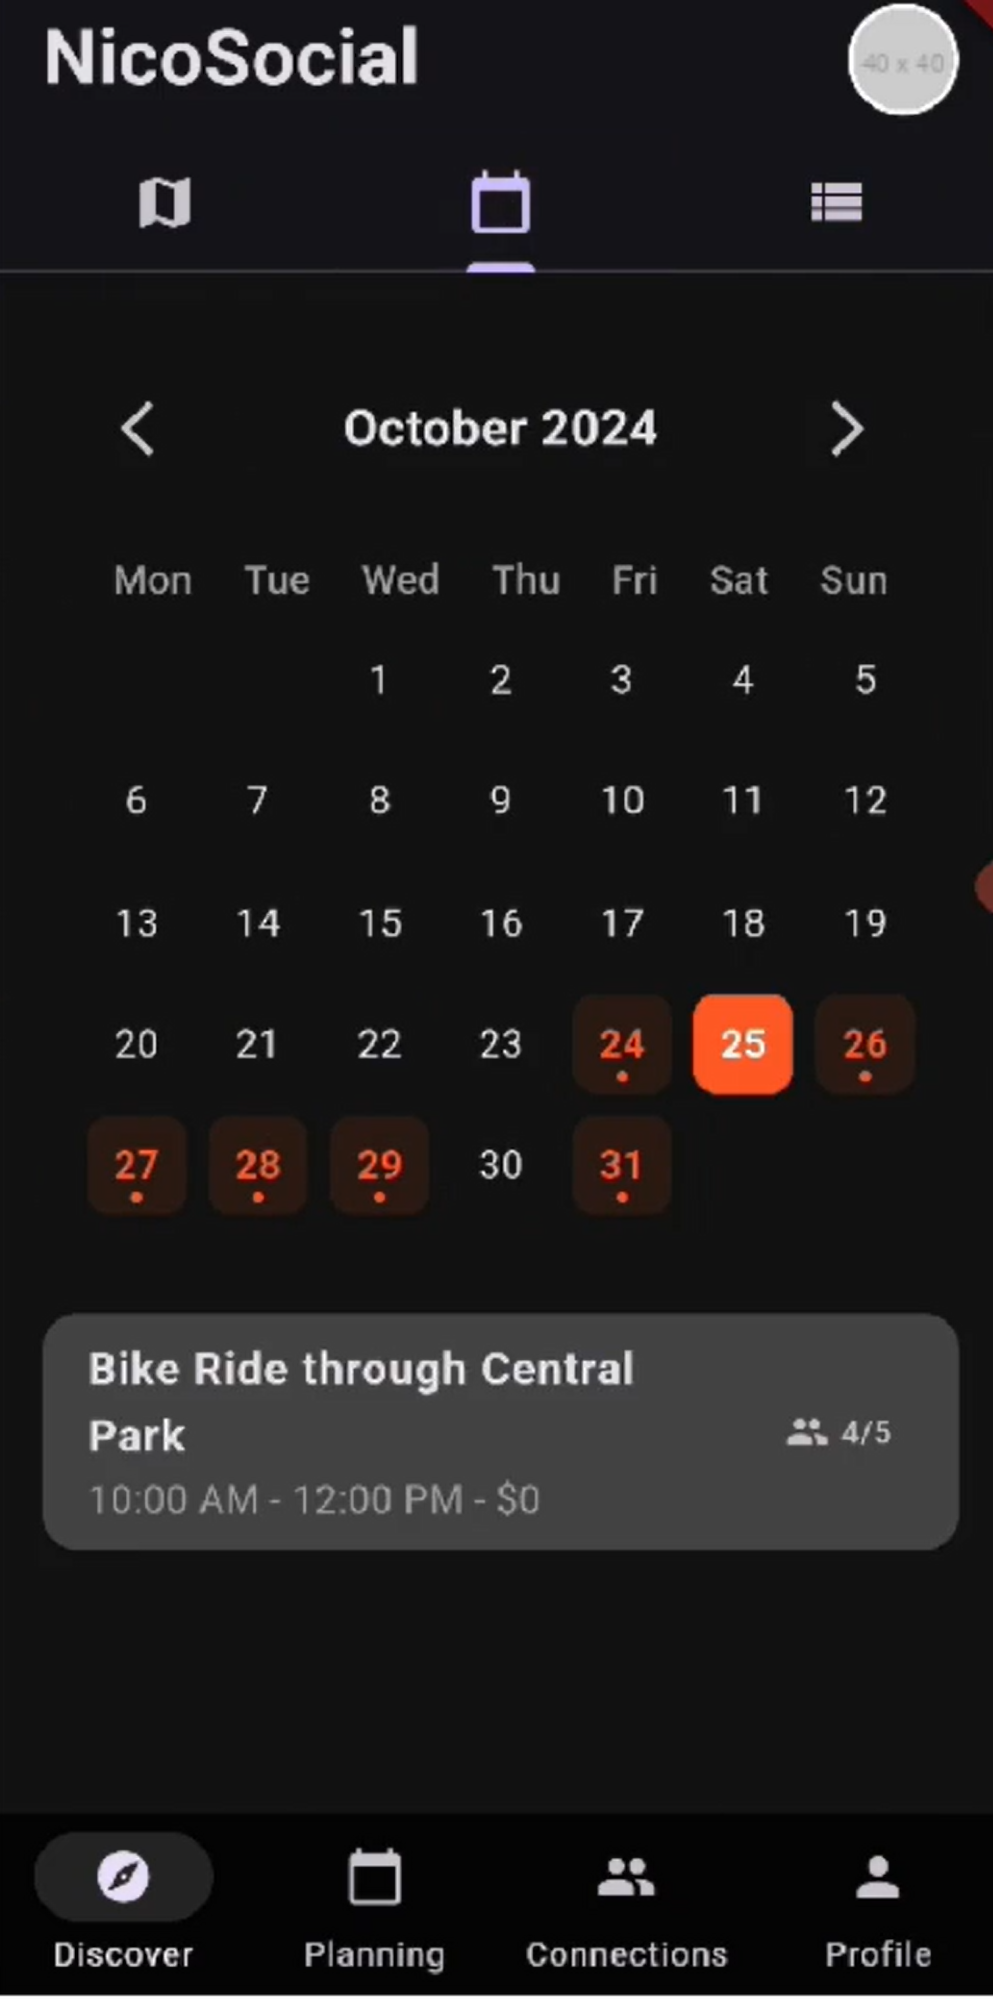 NicoSocial
40 x 40
October 2024
Mon Tue Wed Thu Fri Sat Sun
1 2 3 4 5
6 7 8 9 10 11 12
13 14 15 16 17 18 19
20 21 22 23 24 25 26
27 28 29 30 31
Bike Ride through Central
Park
4/5
10:00 AM - 12:00 PM - $0
Discover Planning Connections Profile